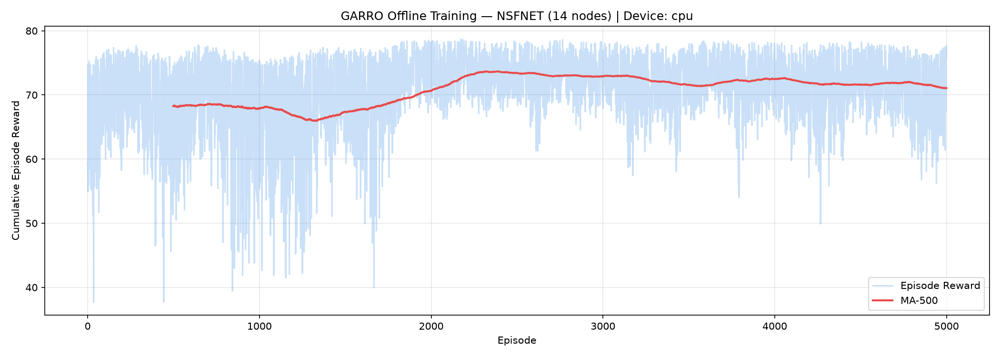 GARRO Offline Training — NSFNET (14 nodes) | Device: cpu
80
70
60
50
40
Cumulative Episode Reward
0
1000
2000
3000
4000
5000
Episode
Episode Reward
MA-500